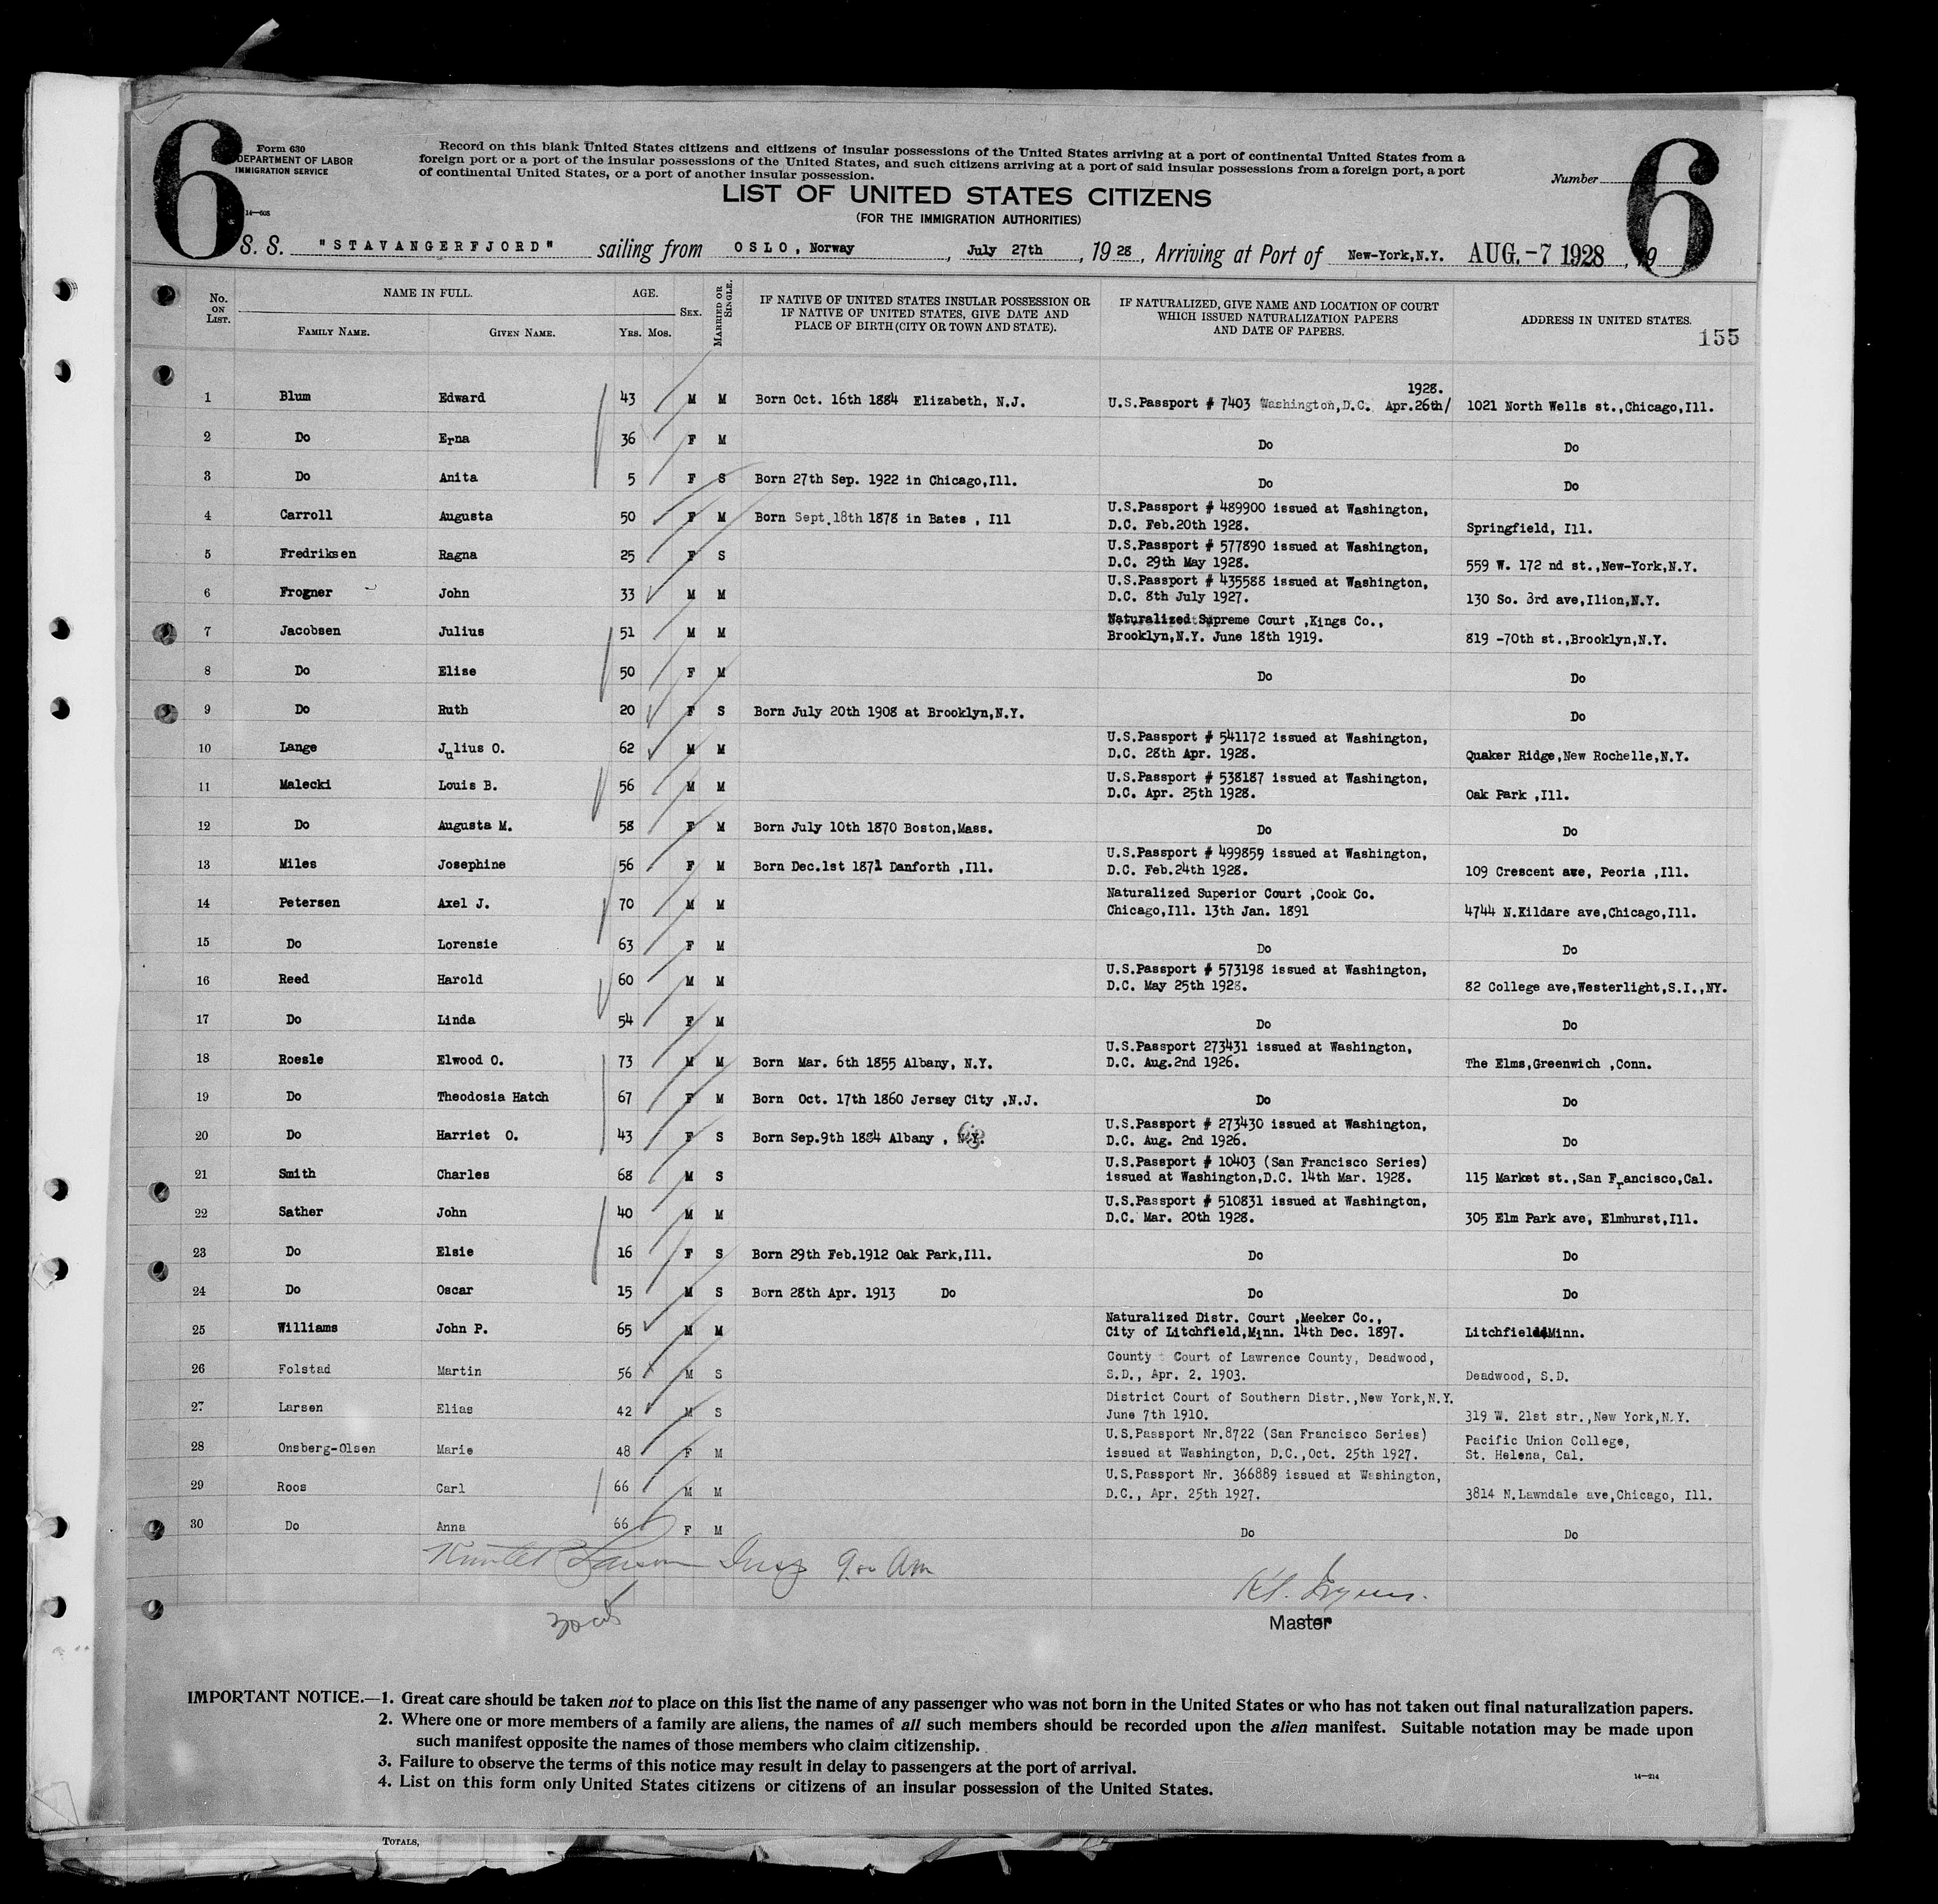 6
6
Form 630
DEPARTMENT OF LABOR
IMMIGRATION SERVICE
14—608
Record on this blank United States citizens and citizens of insular possessions of the United States arriving at a port of continental United States from a
foreign port or a port of the insular possessions of the United States, and such citizens arriving at a port of said insular possessions from a foreign port, a port
of continental United States, or a port of another insular possession.
Number
LIST OF UNITED STATES CITIZENS
(FOR THE IMMIGRATION AUTHORITIES)
S. S. "STAVANGERFJORD" sailing from OSLO, Norway, July 27th, 1928, Arriving at Port of New-York,N.Y. AUG. -7 1928, 19
No. ON LIST. NAME IN FULL. FAMILY NAME. GIVEN NAME. AGE. YRS. MOS. SEX. MARRIED OR SINGLE. IF NATIVE OF UNITED STATES INSULAR POSSESSION OR IF NATIVE OF UNITED STATES, GIVE DATE AND PLACE OF BIRTH (CITY OR TOWN AND STATE). IF NATURALIZED, GIVE NAME AND LOCATION OF COURT WHICH ISSUED NATURALIZATION PAPERS AND DATE OF PAPERS. ADDRESS IN UNITED STATES.
155
1 Blum Edward 43 M M Born Oct. 16th 1884 Elizabeth, N.J. U.S.Passport # 7403 Washington,D.C. Apr.26th/ 1928. 1021 North Wells st.,Chicago,Ill.
2 Do Erna 36 F M Do Do
3 Do Anita 5 F S Born 27th Sep. 1922 in Chicago,Ill. Do Do
4 Carroll Augusta 50 F M Born Sept.18th 1878 in Bates , Ill U.S.Passport # 489900 issued at Washington, D.C. Feb.20th 1928. Springfield, Ill.
5 Fredriksen Ragna 25 F S U.S.Passport # 577890 issued at Washington, D.C. 29th May 1928. 559 W. 172 nd st.,New-York,N.Y.
6 Frogner John 33 M M U.S.Passport # 435588 issued at Washington, D.C. 8th July 1927. 130 So. 3rd ave,Ilion,N.Y.
7 Jacobsen Julius 51 M M Naturalized Supreme Court ,Kings Co., Brooklyn,N.Y. June 18th 1919. 819 -70th st.,Brooklyn,N.Y.
8 Do Elise 50 F M Do Do
9 Do Ruth 20 F S Born July 20th 1908 at Brooklyn,N.Y. Do
10 Lange Julius O. 62 M M U.S.Passport # 541172 issued at Washington, D.C. 28th Apr. 1928. Quaker Ridge,New Rochelle,N.Y.
11 Malecki Louis B. 56 M M U.S.Passport # 538187 issued at Washington, D.C. Apr. 25th 1928. Oak Park ,Ill.
12 Do Augusta M. 58 F M Born July 10th 1870 Boston,Mass. Do Do
13 Miles Josephine 56 F M Born Dec.1st 1871 Danforth ,Ill. U.S.Passport # 499859 issued at Washington, D.C. Feb.24th 1928. 109 Crescent ave, Peoria ,Ill.
14 Petersen Axel J. 70 M M Naturalized Superior Court ,Cook Co. Chicago,Ill. 13th Jan. 1891 4744 N.Kildare ave,Chicago,Ill.
15 Do Lorensie 63 F M Do Do
16 Reed Harold 60 M M U.S.Passport # 573198 issued at Washington, D.C. May 25th 1928. 82 College ave,Westerlight,S.I.,NY.
17 Do Linda 54 F M Do Do
18 Roesle Elwood O. 73 M M Born Mar. 6th 1855 Albany, N.Y. U.S.Passport 273431 issued at Washington, D.C. Aug.2nd 1926. The Elms,Greenwich ,Conn.
19 Do Theodosia Hatch 67 F M Born Oct. 17th 1860 Jersey City ,N.J. Do Do
20 Do Harriet O. 43 F S Born Sep.9th 1884 Albany , N.Y. U.S.Passport # 273430 issued at Washington, D.C. Aug. 2nd 1926. Do
21 Smith Charles 68 M S U.S.Passport # 10403 (San Francisco Series) issued at Washington,D.C. 14th Mar. 1928. 115 Market st.,San Francisco,Cal.
22 Sather John 40 M M U.S.Passport # 510831 issued at Washington, D.C. Mar. 20th 1928. 305 Elm Park ave, Elmhurst,Ill.
23 Do Elsie 16 F S Born 29th Feb.1912 Oak Park,Ill. Do Do
24 Do Oscar 15 M S Born 28th Apr. 1913 Do Do Do
25 Williams John P. 65 M M Naturalized Distr. Court ,Meeker Co., City of Litchfield,Minn. 14th Dec. 1897. Litchfield,Minn.
26 Folstad Martin 56 M S County Court of Lawrence County, Deadwood, S.D., Apr. 2. 1903. Deadwood, S.D.
27 Larsen Elias 42 M S District Court of Southern Distr.,New York,N.Y. June 7th 1910. 319 W. 21st str.,New York,N.Y.
28 Onsberg-Olsen Marie 48 F M U.S.Passport Nr.8722 (San Francisco Series) issued at Washington, D.C.,Oct. 25th 1927. Pacific Union College, St. Helena, Cal.
29 Roos Carl 66 M M U.S.Passport Nr. 366889 issued at Washington, D.C., Apr. 25th 1927. 3814 N.Lawndale ave,Chicago, Ill.
30 Do Anna 66 F M Do Do
Larson Insp 9.00 Am
Master
IMPORTANT NOTICE.—1. Great care should be taken not to place on this list the name of any passenger who was not born in the United States or who has not taken out final naturalization papers.
2. Where one or more members of a family are aliens, the names of all such members should be recorded upon the alien manifest. Suitable notation may be made upon
such manifest opposite the names of those members who claim citizenship.
3. Failure to observe the terms of this notice may result in delay to passengers at the port of arrival.
4. List on this form only United States citizens or citizens of an insular possession of the United States.
14—214
TOTALS,